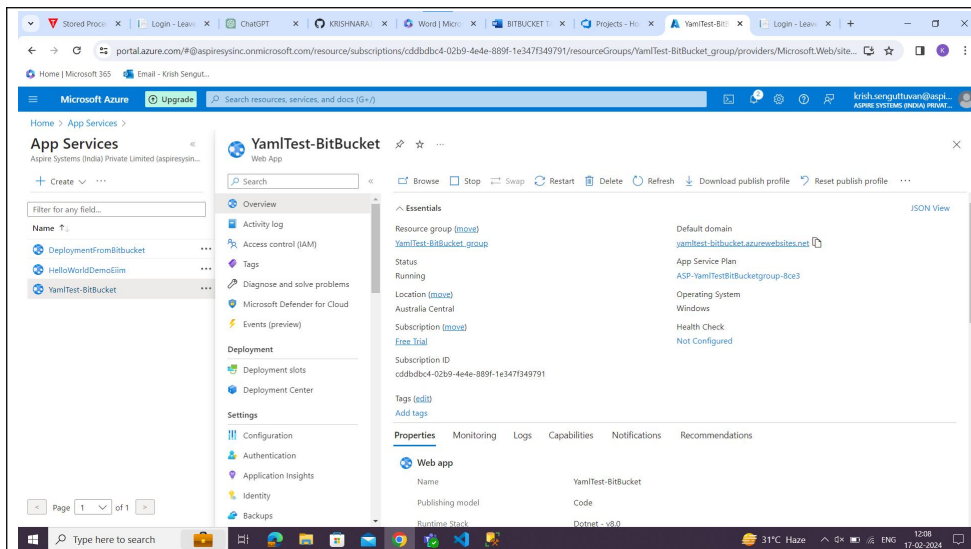 Stored Proce
Login - Leave
ChatGPT
KRISHNARAJ
Word | Micro
BITBUCKET T
Projects - Ho
YamlTest-BitB
Login - Leave
portal.azure.com/#@aspiresysinc.onmicrosoft.com/resource/subscriptions/cddbdbc4-02b9-4e4e-889f-1e347f349791/resourceGroups/YamlTest-BitBucket_group/providers/Microsoft.Web/site...
K
Home | Microsoft 365
Email - Krish Sengut...
Microsoft Azure
Upgrade
Search resources, services, and docs (G+/)
2
krish.senguttuvan@aspi...
ASPIRE SYSTEMS (INDIA) PRIVAT...
Home > App Services >
App Services
Aspire Systems (India) Private Limited (aspiresysin...
+ Create
Filter for any field...
Name ↑
DeploymentFromBitbucket
HelloWorldDemoEiim
YamlTest-BitBucket
< Page 1 of 1 >
YamlTest-BitBucket
Web App
Search
Overview
Activity log
Access control (IAM)
Tags
Diagnose and solve problems
Microsoft Defender for Cloud
Events (preview)
Deployment
Deployment slots
Deployment Center
Settings
Configuration
Authentication
Application Insights
Identity
Backups
Browse Stop Swap Restart Delete Refresh Download publish profile Reset publish profile
Essentials
JSON View
Resource group (move)
YamlTest-BitBucket_group
Status
Running
Location (move)
Australia Central
Subscription (move)
Free Trial
Subscription ID
cddbdbc4-02b9-4e4e-889f-1e347f349791
Tags (edit)
Add tags
Default domain
yamltest-bitbucket.azurewebsites.net
App Service Plan
ASP-YamlTestBitBucketgroup-8ce3
Operating System
Windows
Health Check
Not Configured
Properties Monitoring Logs Capabilities Notifications Recommendations
Web app
Name YamlTest-BitBucket
Publishing model Code
Runtime Stack Dotnet - v8.0
Type here to search
31°C Haze
ENG
12:08
17-02-2024